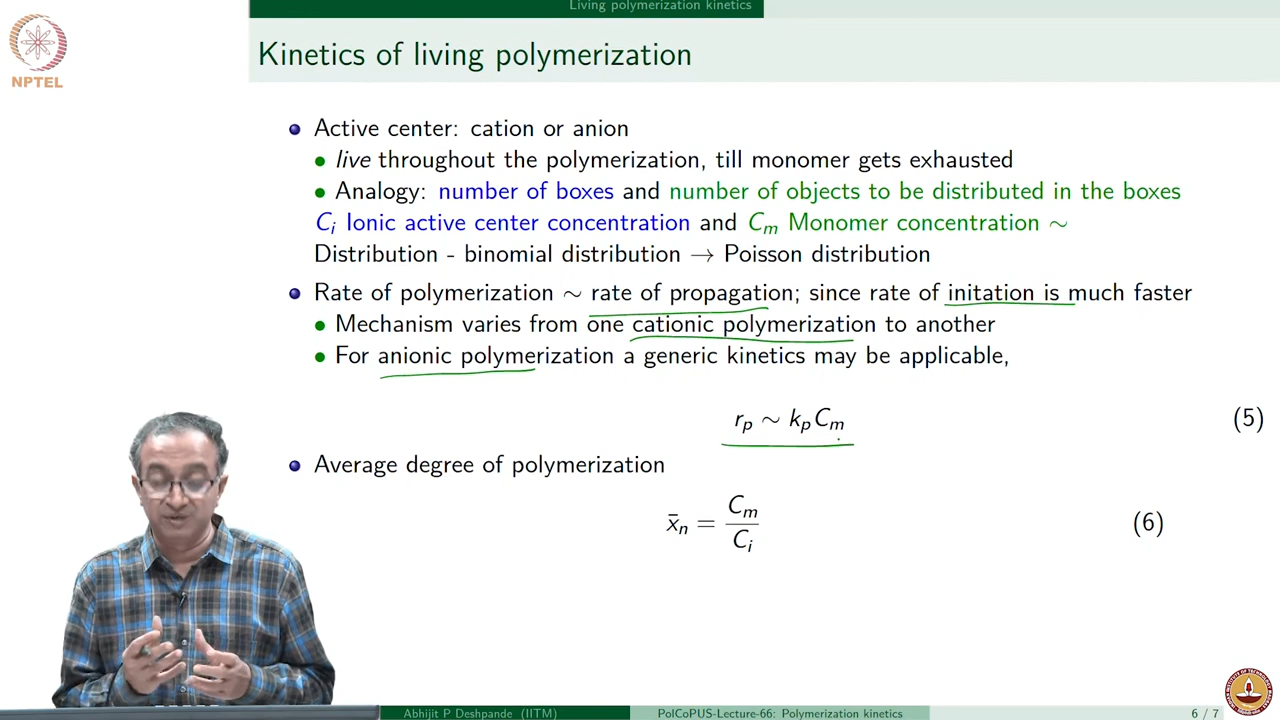 Living polymerization kinetics
NPTEL
Kinetics of living polymerization
Active center: cation or anion
live throughout the polymerization, till monomer gets exhausted
Analogy: number of boxes and number of objects to be distributed in the boxes
Ci Ionic active center concentration and Cm Monomer concentration ∼
Distribution - binomial distribution → Poisson distribution
Rate of polymerization ∼ rate of propagation; since rate of initation is much faster
Mechanism varies from one cationic polymerization to another
For anionic polymerization a generic kinetics may be applicable,
rp ∼ kpCm (5)
Average degree of polymerization
x̄n = Cm/Ci (6)
Abhijit P Deshpande (IITM) PolCoPUS-Lecture-66: Polymerization kinetics 6 / 7